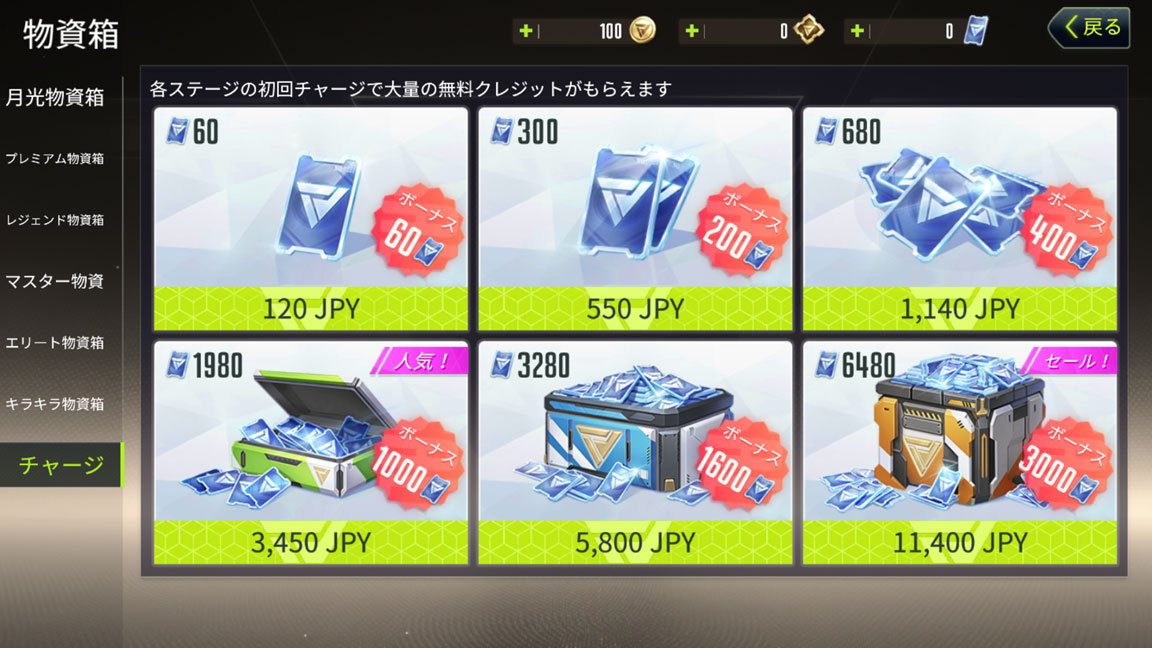 物資箱
100
0
0
戻る
月光物資箱
プレミアム物資箱
レジェンド物資箱
マスター物資
エリート物資箱
キラキラ物資箱
チャージ
各ステージの初回チャージで大量の無料クレジットがもらえます
60
ボーナス
60
120 JPY
300
ボーナス
200
550 JPY
680
ボーナス
400
1,140 JPY
1980
人気！
ボーナス
1000
3,450 JPY
3280
ボーナス
1600
5,800 JPY
6480
セール！
ボーナス
3000
11,400 JPY